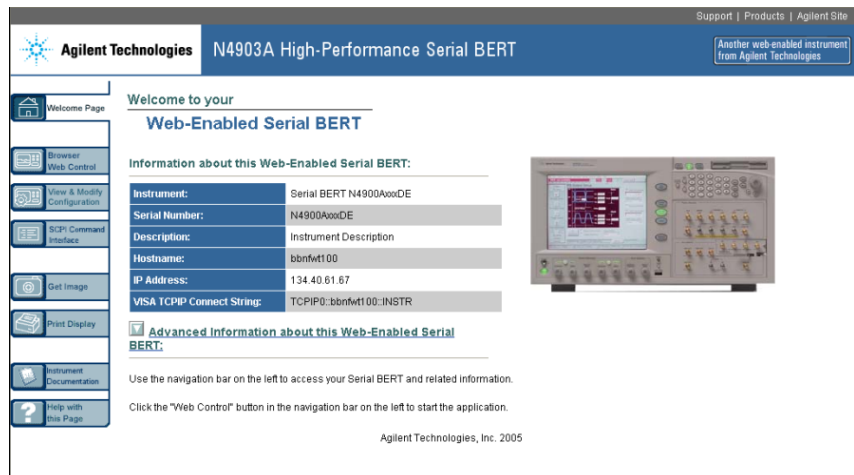 Support | Products | Agilent Site
Agilent Technologies
N4903A High-Performance Serial BERT
Another web-enabled instrument
from Agilent Technologies
Welcome Page
Browser
Web Control
View & Modify
Configuration
SCPI Command
Interface
Get Image
Print Display
Instrument
Documentation
Help with
this Page
Welcome to your
Web-Enabled Serial BERT
Information about this Web-Enabled Serial BERT:
Instrument: Serial BERT N4900AxxxDE
Serial Number: N4900AxxxDE
Description: Instrument Description
Hostname: bbnfwt100
IP Address: 134.40.61.67
VISA TCPIP Connect String: TCPIP0::bbnfwt100::INSTR
Advanced Information about this Web-Enabled Serial
BERT:
Use the navigation bar on the left to access your Serial BERT and related information.
Click the "Web Control" button in the navigation bar on the left to start the application.
Agilent Technologies, Inc. 2005